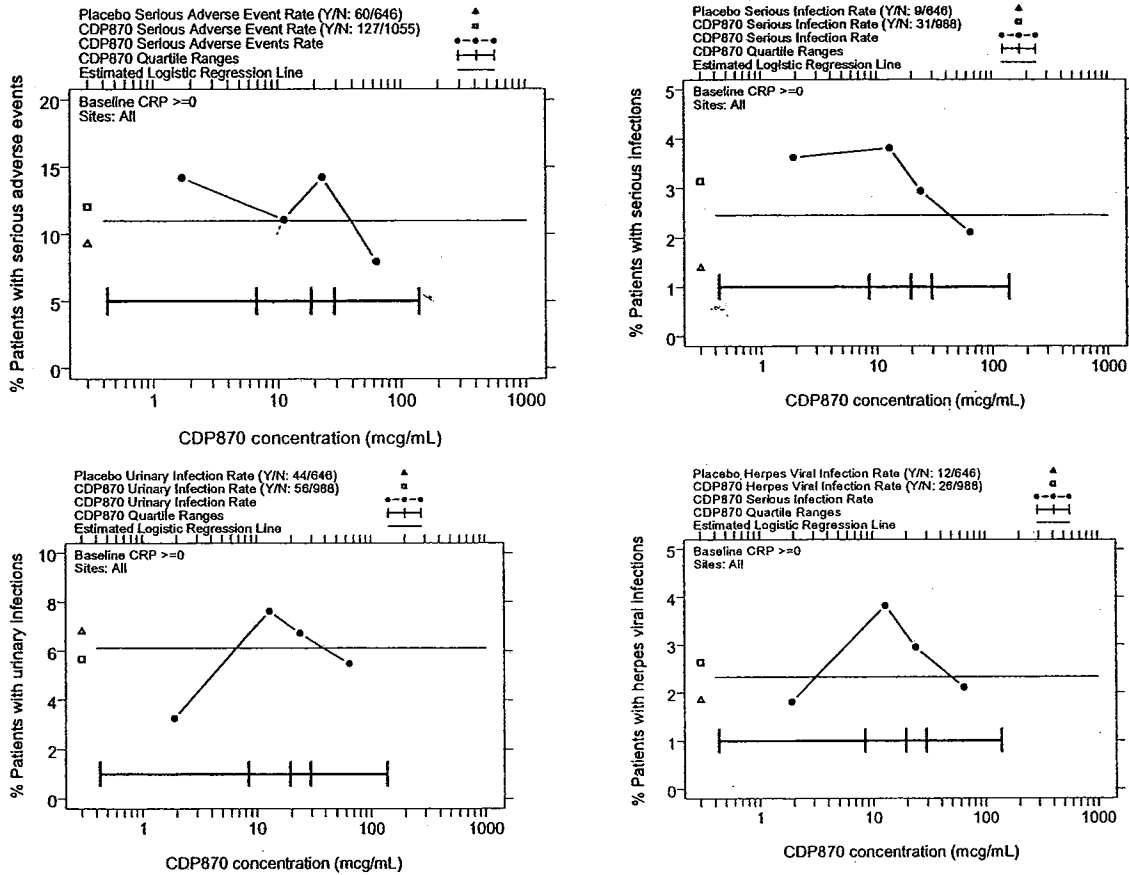 Placebo Serious Adverse Event Rate (Y/N: 60/646)
CDP870 Serious Adverse Event Rate (Y/N: 127/1055)
CDP870 Serious Adverse Events Rate
CDP870 Quartile Ranges
Estimated Logistic Regression Line
Baseline CRP >=0
Sites: All
% Patients with serious adverse events
20
15
10
5
0
1 10 100 1000
CDP870 concentration (mcg/mL)
Placebo Serious Infection Rate (Y/N: 9/646)
CDP870 Serious Infection Rate (Y/N: 31/988)
CDP870 Serious Infection Rate
CDP870 Quartile Ranges
Estimated Logistic Regression Line
Baseline CRP >=0
Sites: All
% Patients with serious infections
5
4
3
2
1
0
1 10 100 1000
CDP870 concentration (mcg/mL)
Placebo Urinary Infection Rate (Y/N: 44/646)
CDP870 Urinary Infection Rate (Y/N: 56/988)
CDP870 Urinary Infection Rate
CDP870 Quartile Ranges
Estimated Logistic Regression Line
Baseline CRP >=0
Sites: All
% Patients with urinary infections
10
8
6
4
2
0
1 10 100 1000
CDP870 concentration (mcg/mL)
Placebo Herpes Viral Infection Rate (Y/N: 12/646)
CDP870 Herpes Viral Infection Rate (Y/N: 26/988)
CDP870 Serious Infection Rate
CDP870 Quartile Ranges
Estimated Logistic Regression Line
Baseline CRP >=0
Sites: All
% Patients with herpes viral infections
5
4
3
2
1
0
1 10 100 1000
CDP870 concentration (mcg/mL)